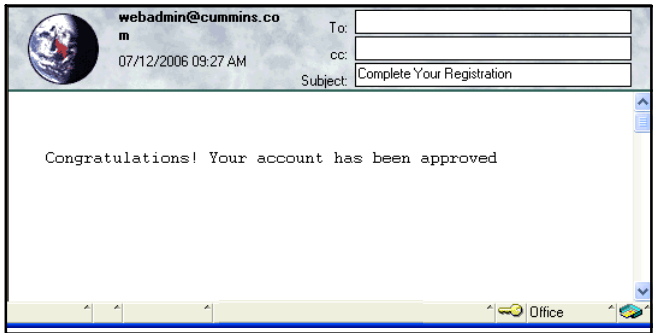 webadmin@cummins.co
m
07/12/2006 09:27 AM
To:
cc:
Subject: Complete Your Registration
Congratulations! Your account has been approved
Office